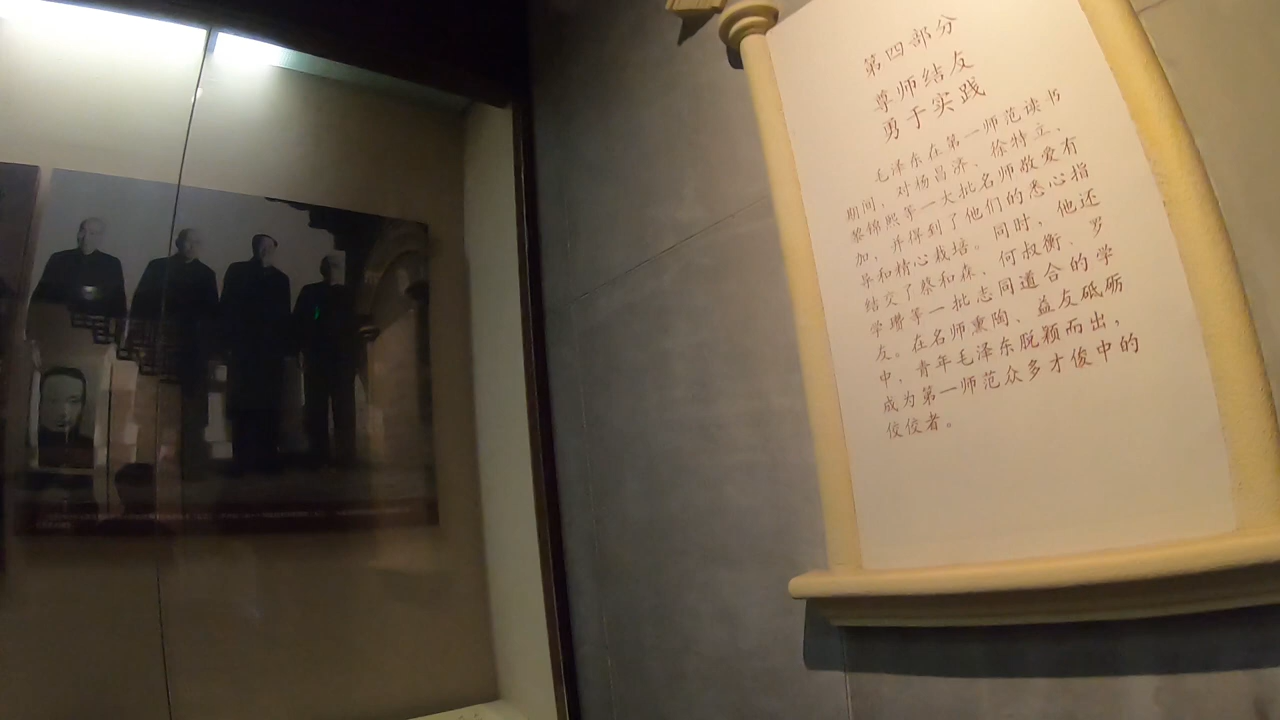 第四部分
尊师结友
勇于实践
毛泽东在第一师范读书
期间，对杨昌济、徐特立、
黎锦熙等一大批名师敬爱有
加，并得到了他们的悉心指
导和精心栽培。同时，他还
结交了蔡和森、何叔衡、罗
学瓒等一批志同道合的学
友。在名师熏陶、益友砥砺
中，青年毛泽东脱颖而出，
成为第一师范众多才俊中的
佼佼者。